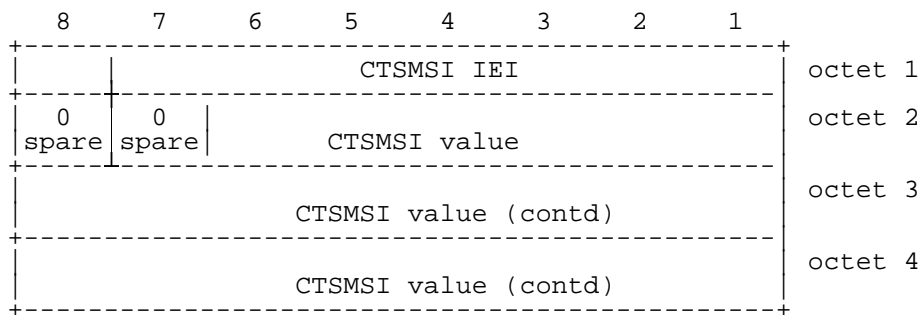 8 7 6 5 4 3 2 1
CTSMSI IEI octet 1
0 0 octet 2
spare spare CTSMSI value
octet 3
CTSMSI value (contd)
octet 4
CTSMSI value (contd)